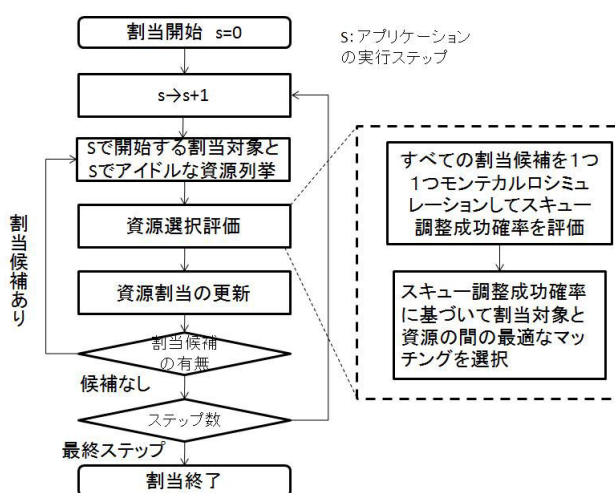 割当開始 s=0
S：アプリケーション
の実行ステップ
s→s+1
Sで開始する割当対象と
Sでアイドルな資源列挙
資源選択評価
資源割当の更新
割当候補
の有無
割当候補あり
候補なし
ステップ数
最終ステップ
割当終了
すべての割当候補を1つ
1つモンテカルロシミュ
レーションしてスキュー
調整成功確率を評価
スキュー調整成功確率
に基づいて割当対象と
資源の間の最適なマッ
チングを選択